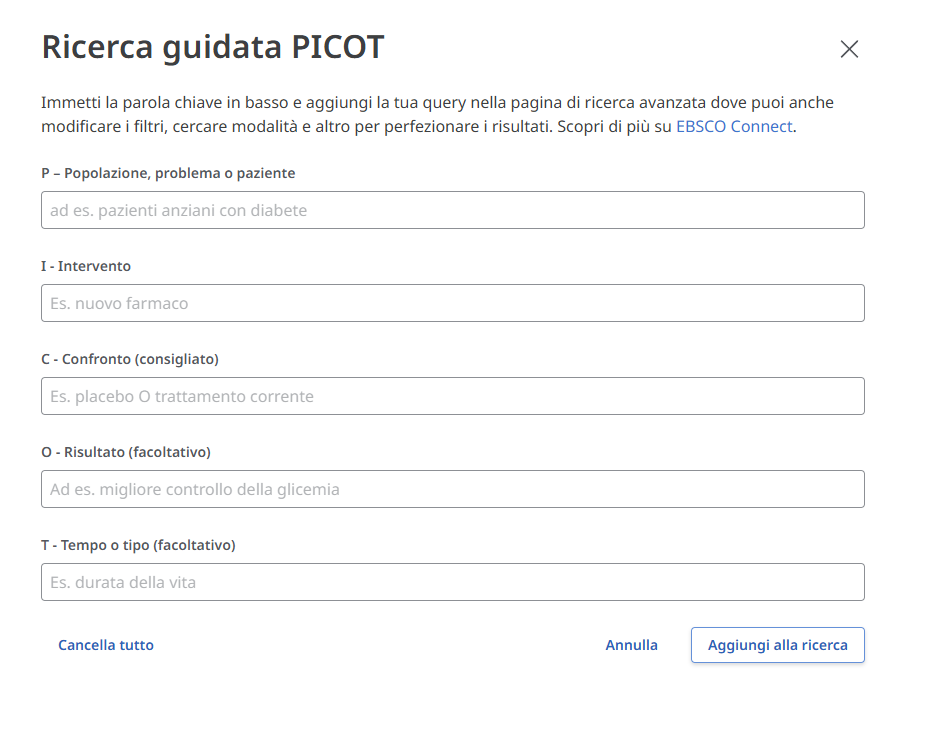 Ricerca guidata PICOT
Immetti la parola chiave in basso e aggiungi la tua query nella pagina di ricerca avanzata dove puoi anche
modificare i filtri, cercare modalità e altro per perfezionare i risultati. Scopri di più su EBSCO Connect.
P – Popolazione, problema o paziente
ad es. pazienti anziani con diabete
I - Intervento
Es. nuovo farmaco
C - Confronto (consigliato)
Es. placebo O trattamento corrente
O - Risultato (facoltativo)
Ad es. migliore controllo della glicemia
T - Tempo o tipo (facoltativo)
Es. durata della vita
Cancella tutto Annulla Aggiungi alla ricerca